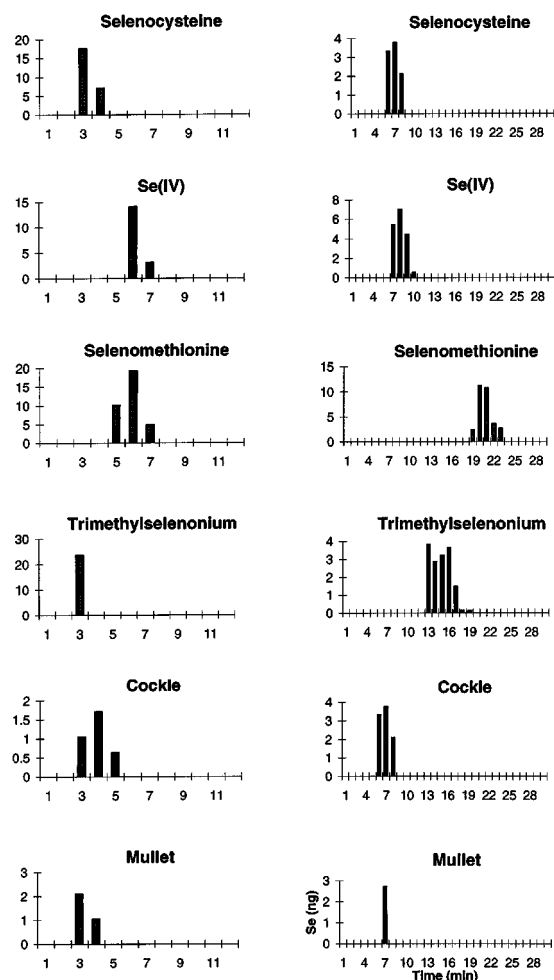 Selenocysteine Selenocysteine
20 4
15 3
10 2
5 1
0 0
1 3 5 7 9 11 1 4 7 10 13 16 19 22 25 28
Se(IV) Se(IV)
15 8
10 6
5 4
0 2
0
1 3 5 7 9 11 1 4 7 10 13 16 19 22 25 28
Selenomethionine Selenomethionine
20 15
15 10
10 5
5 0
0
1 3 5 7 9 11 1 4 7 10 13 16 19 22 25 28
Trimethylselenonium Trimethylselenonium
30 4
20 3
10 2
0 1
0
1 3 5 7 9 11 1 4 7 10 13 16 19 22 25 28
Cockle Cockle
2 4
1.5 3
1 2
0.5 1
0 0
1 3 5 7 9 11 1 4 7 10 13 16 19 22 25 28
Mullet Mullet
3 3
2 2
1 1
0 0
Se (ng)
1 3 5 7 9 11 1 4 7 10 13 16 19 22 25 28
Time (min)